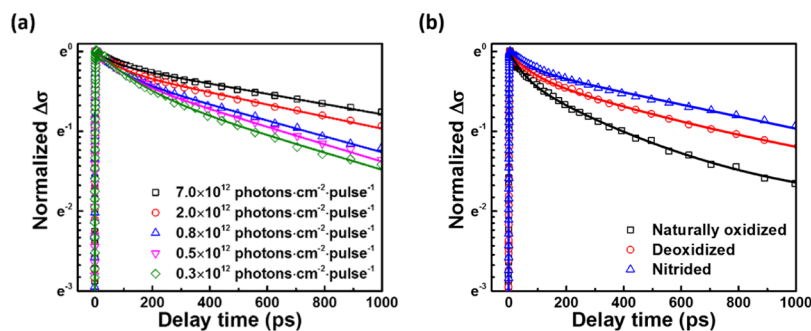 (a)
Normalized Δσ
e⁰
e⁻¹
e⁻²
e⁻³
7.0×10¹² photons·cm⁻²·pulse⁻¹
2.0×10¹² photons·cm⁻²·pulse⁻¹
0.8×10¹² photons·cm⁻²·pulse⁻¹
0.5×10¹² photons·cm⁻²·pulse⁻¹
0.3×10¹² photons·cm⁻²·pulse⁻¹
0 200 400 600 800 1000
Delay time (ps)
(b)
Normalized Δσ
e⁰
e⁻¹
e⁻²
e⁻³
Naturally oxidized
Deoxidized
Nitrided
0 200 400 600 800 1000
Delay time (ps)